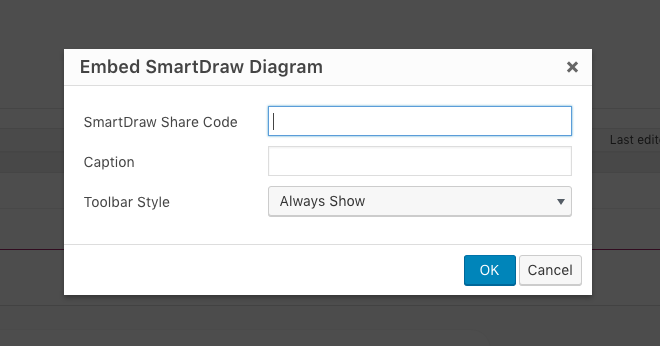 Embed SmartDraw Diagram
SmartDraw Share Code
Last edit
Caption
Toolbar Style
Always Show
OK
Cancel